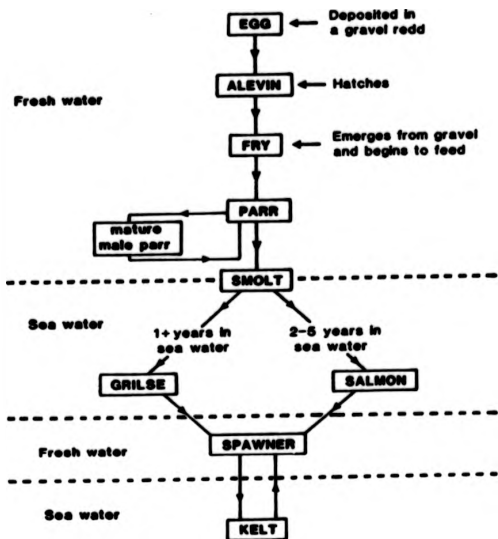 EGG
Deposited in
a gravel redd
ALEVIN
Hatches
Fresh water
FRY
Emerges from gravel
and begins to feed
PARR
mature
male parr
SMOLT
Sea water
1+ years in
sea water
2-5 years in
sea water
GRILSE
SALMON
SPAWNER
Fresh water
Sea water
KELT